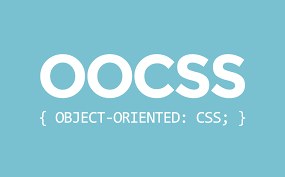 OOCSS
{ OBJECT-ORIENTED: CSS; }